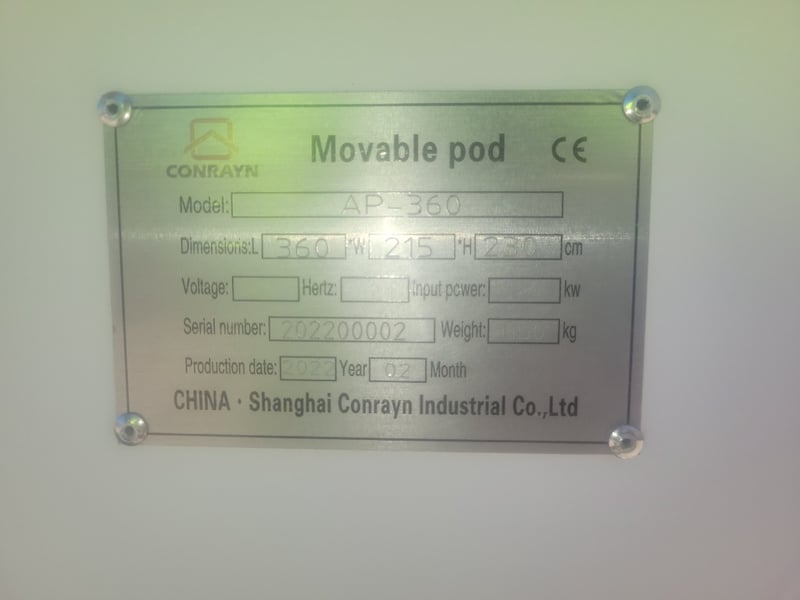 CONRAYN
Movable pod CE
Model: AP-360
Dimensions:L 360 *W 215 *H 230 cm
Voltage: Hertz: Input power: kw
Serial number: 202200002 Weight: kg
Production date: 2022 Year 02 Month
CHINA · Shanghai Conrayn Industrial Co.,Ltd